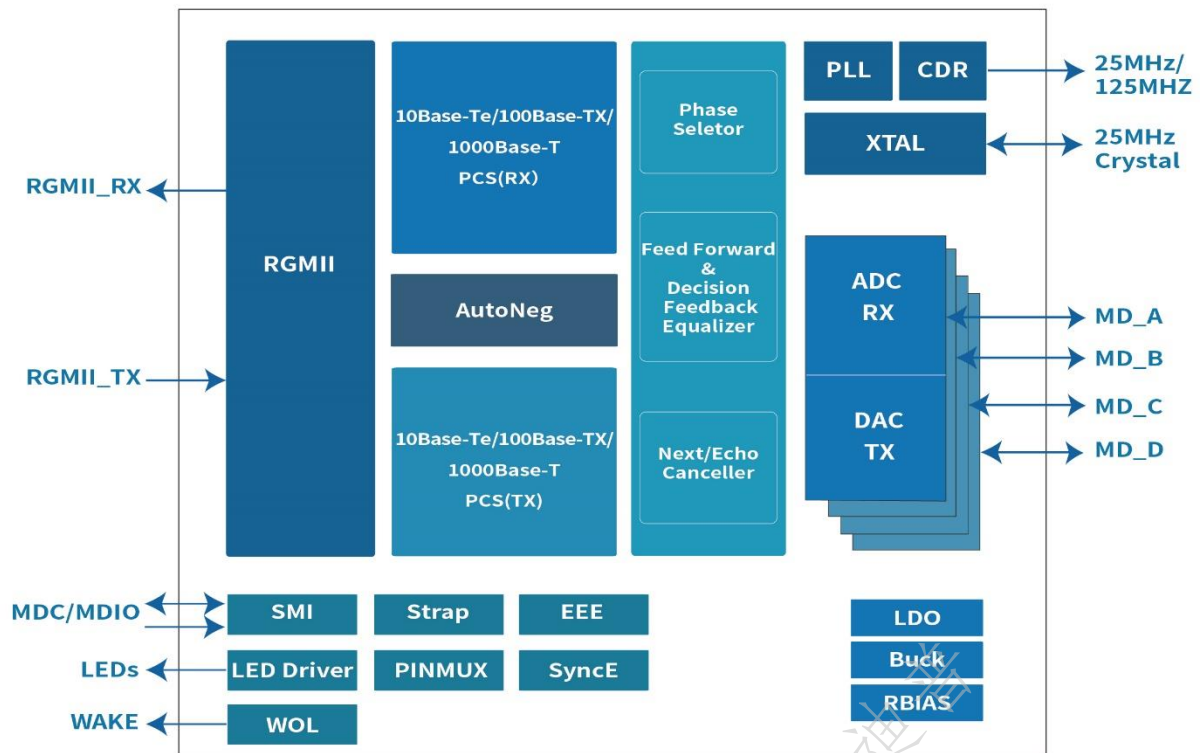 RGMII_RX
RGMII_TX
RGMII
10Base-Te/100Base-TX/
1000Base-T
PCS(RX)
AutoNeg
10Base-Te/100Base-TX/
1000Base-T
PCS(TX)
Phase
Seletor
Feed Forward
&
Decision
Feedback
Equalizer
Next/Echo
Canceller
PLL
CDR
25MHz/
125MHZ
XTAL
25MHz
Crystal
ADC
RX
DAC
TX
MD_A
MD_B
MD_C
MD_D
MDC/MDIO
SMI
Strap
EEE
LEDs
LED Driver
PINMUX
SyncE
WAKE
WOL
LDO
Buck
RBIAS
迪普